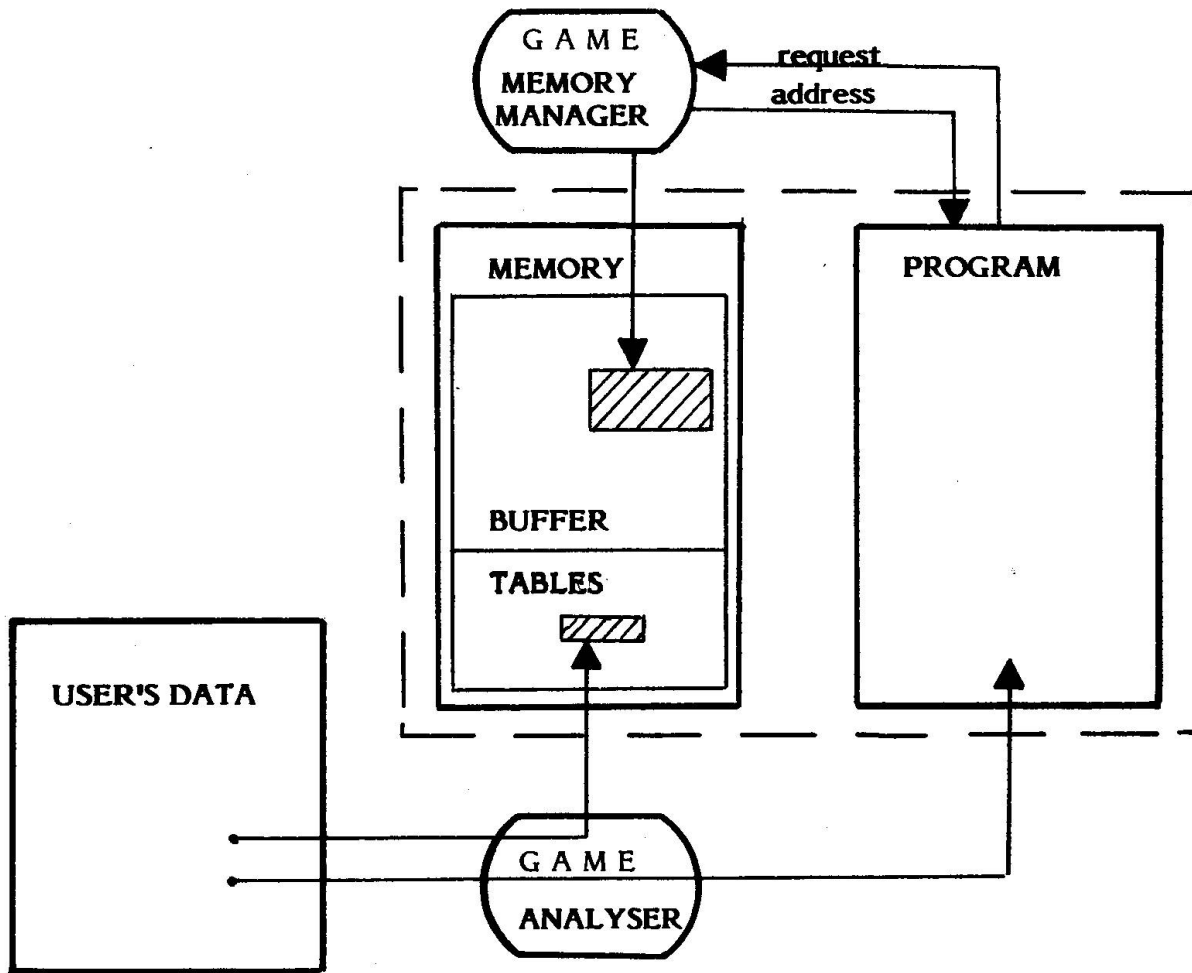 G A M E
MEMORY
MANAGER
request
address
MEMORY
PROGRAM
BUFFER
TABLES
USER'S DATA
G A M E
ANALYSER